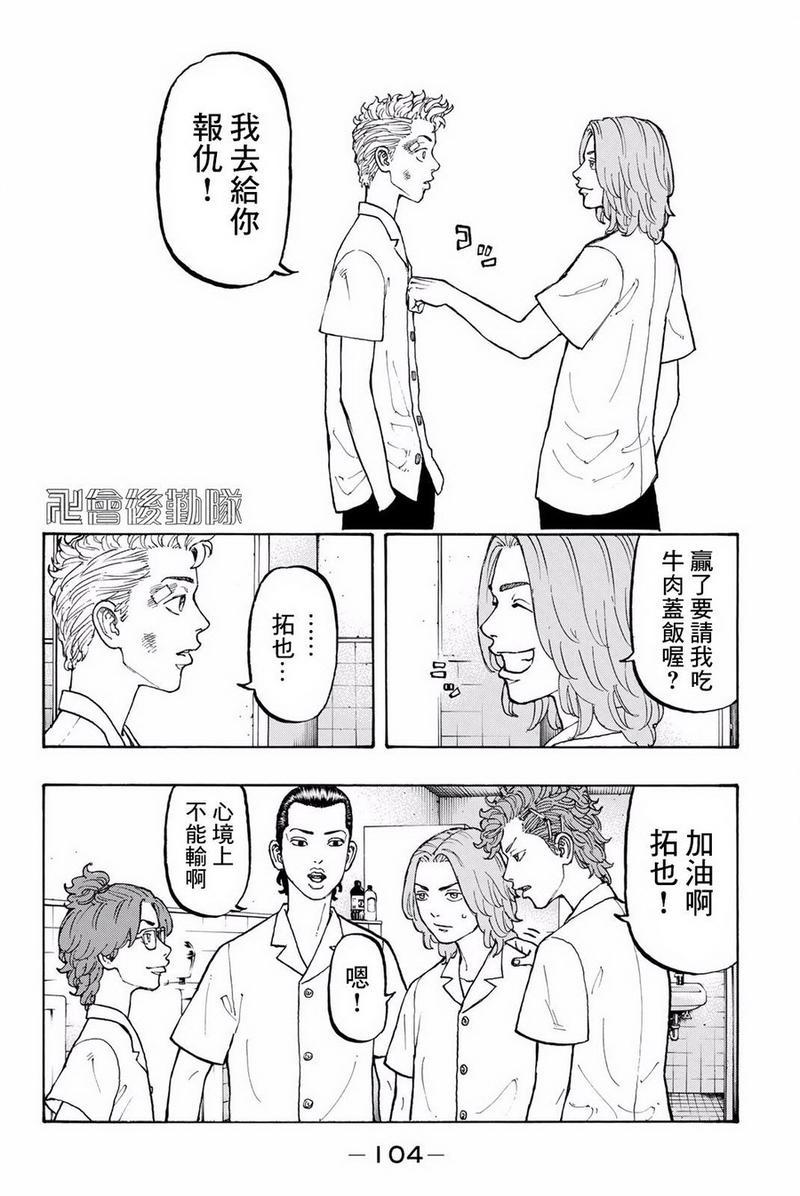 我去給你
報仇！
卍會後勤隊
贏了要請我吃
牛肉蓋飯喔？
……
拓也…
加油啊
拓也！
心境上
不能輸啊
嗯！
—104—